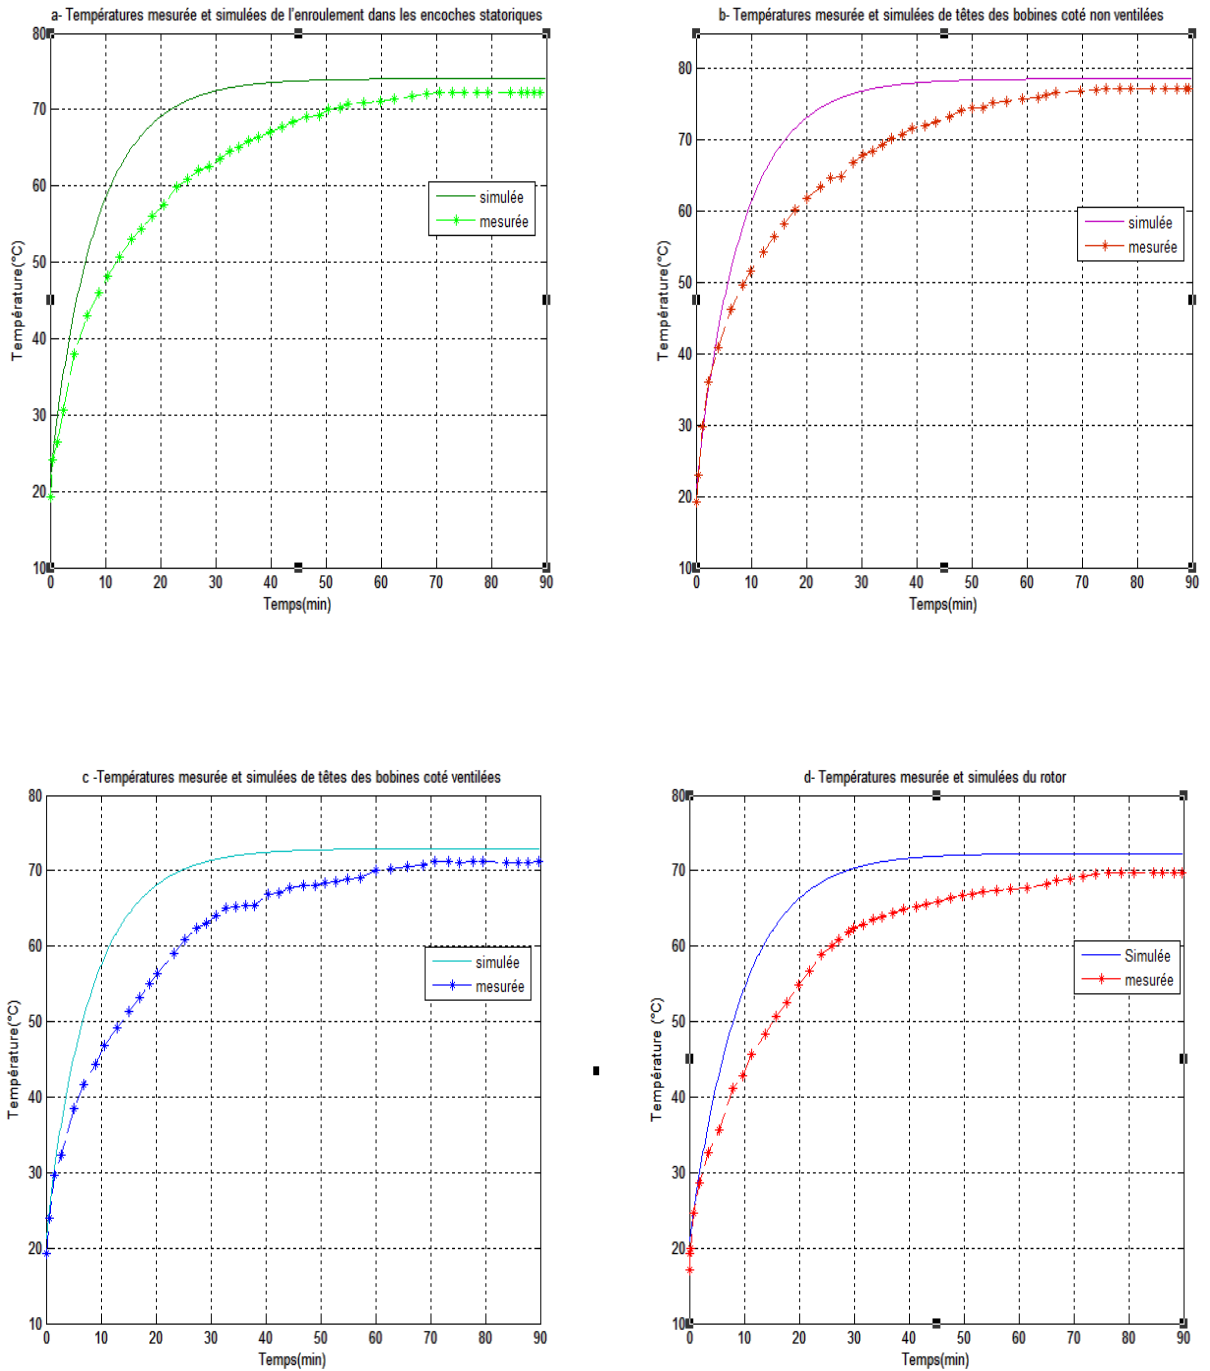 a- Températures mesurée et simulées de l'enroulement dans les encoches statoriques
80
70
60
50
40
30
20
10
Température(°C)
simulée
mesurée
0 10 20 30 40 50 60 70 80 90
Temps(min)
b- Températures mesurée et simulées de têtes des bobines coté non ventilées
80
70
60
50
40
30
20
10
Température(°C)
simulée
mesurée
0 10 20 30 40 50 60 70 80 90
Temps(min)
c -Températures mesurée et simulées de têtes des bobines coté ventilées
80
70
60
50
40
30
20
10
Température(°C)
simulée
mesurée
0 10 20 30 40 50 60 70 80 90
Temps(min)
d- Températures mesurée et simulées du rotor
80
70
60
50
40
30
20
10
Température (°C)
Simulée
mesurée
0 10 20 30 40 50 60 70 80 90
Temps(min)